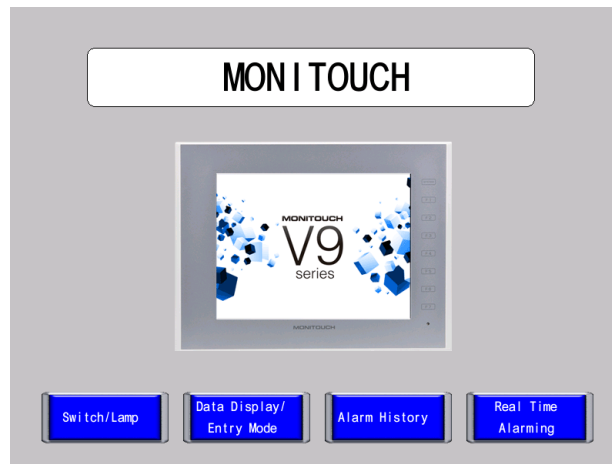 MONITOUCH
MONITOUCH
V9
series
MONITOUCH
Switch/Lamp
Data Display/
Entry Mode
Alarm History
Real Time
Alarming